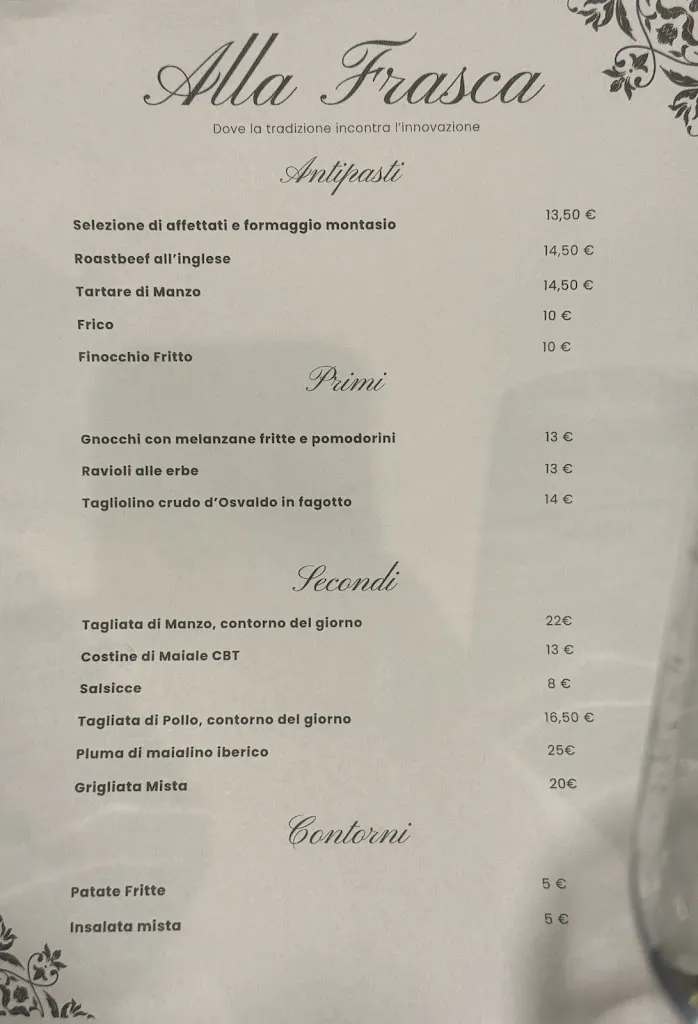 Alla Frasca
Dove la tradizione incontra l'innovazione
Antipasti
Selezione di affettati e formaggio montasio 13,50 €
Roastbeef all'inglese 14,50 €
Tartare di Manzo 14,50 €
Frico 10 €
Finocchio Fritto 10 €
Primi
Gnocchi con melanzane fritte e pomodorini 13 €
Ravioli alle erbe 13 €
Tagliolino crudo d'Osvaldo in fagotto 14 €
Secondi
Tagliata di Manzo, contorno del giorno 22€
Costine di Maiale CBT 13 €
Salsicce 8 €
Tagliata di Pollo, contorno del giorno 16,50 €
Pluma di maialino iberico 25€
Grigliata Mista 20€
Contorni
Patate Fritte 5 €
Insalata mista 5 €